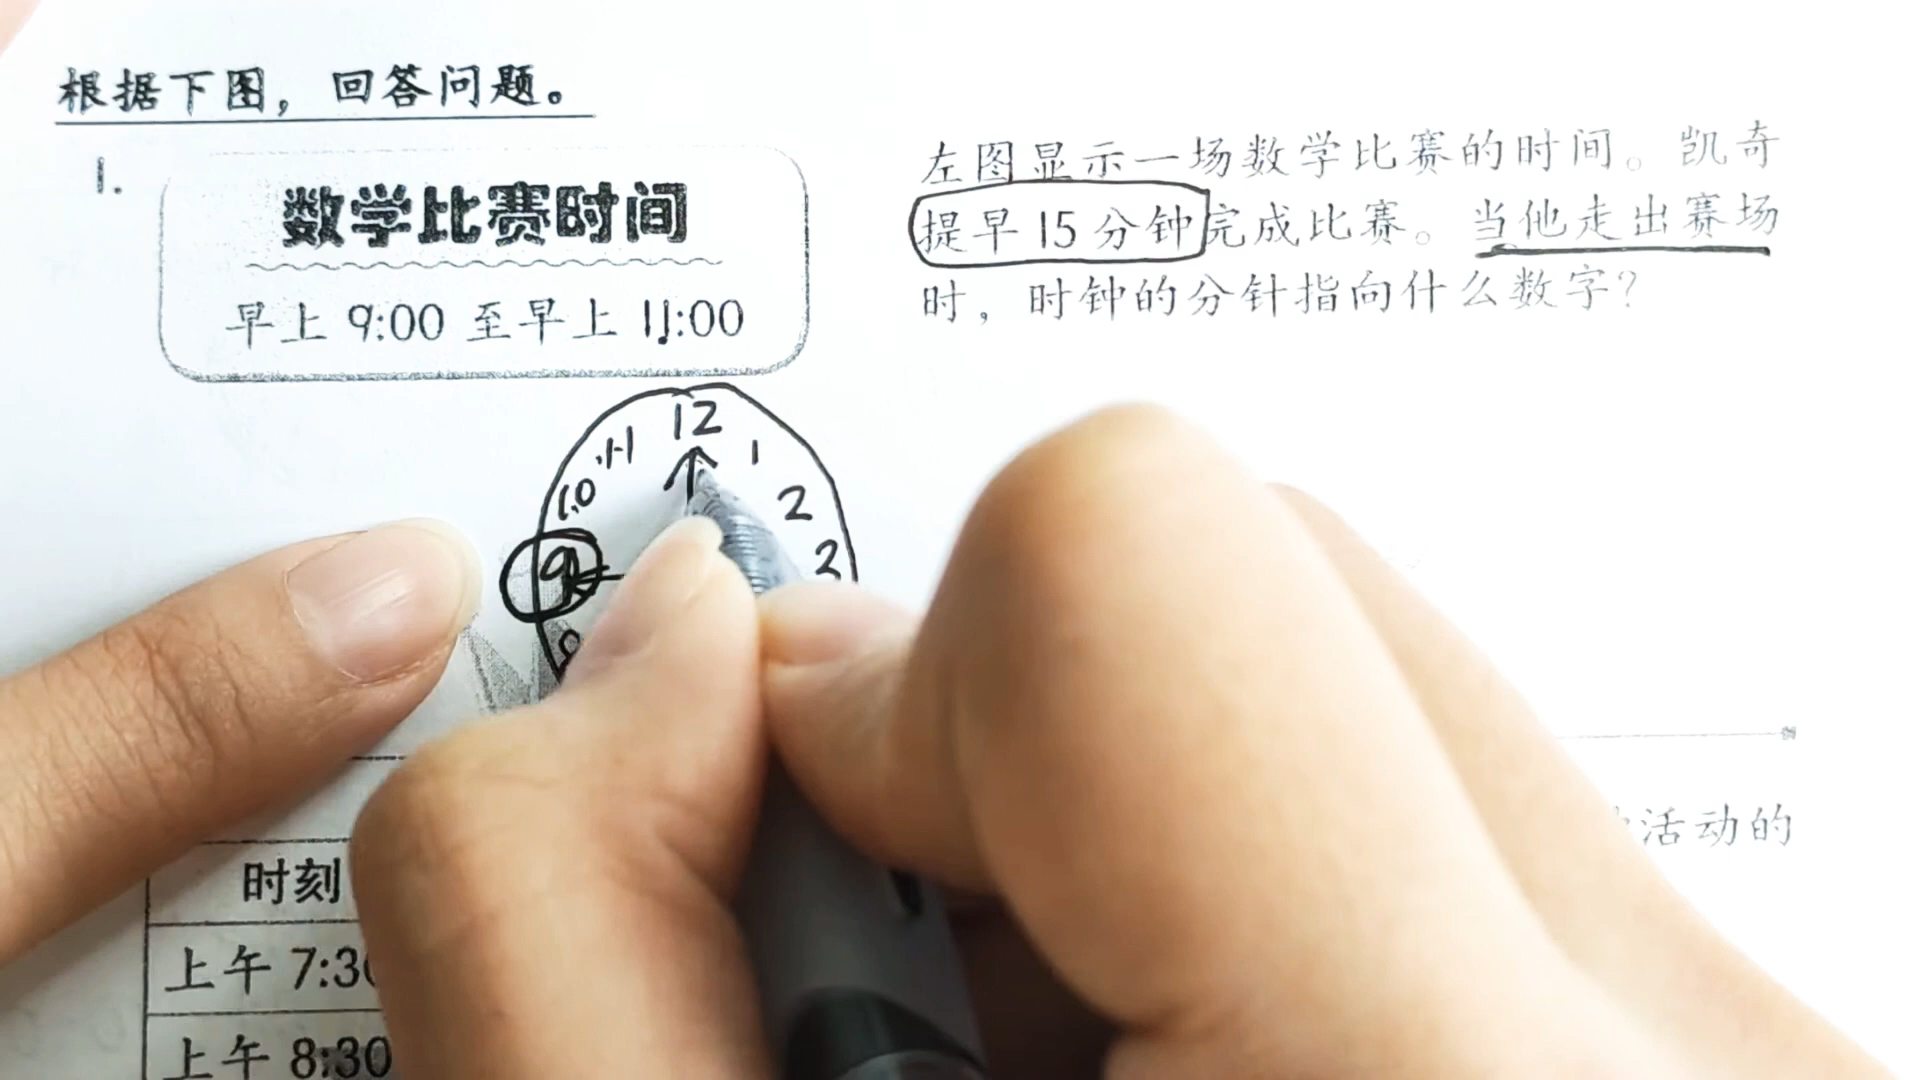 根据下图，回答问题。
1.
数学比赛时间
早上 9:00 至早上 11:00
左图显示一场数学比赛的时间。凯奇
提早 15 分钟完成比赛。当他走出赛场
时，时钟的分针指向什么数字？
12
11
1
10
2
9
3
8
活动的
时刻
上午 7:30
上午 8:30